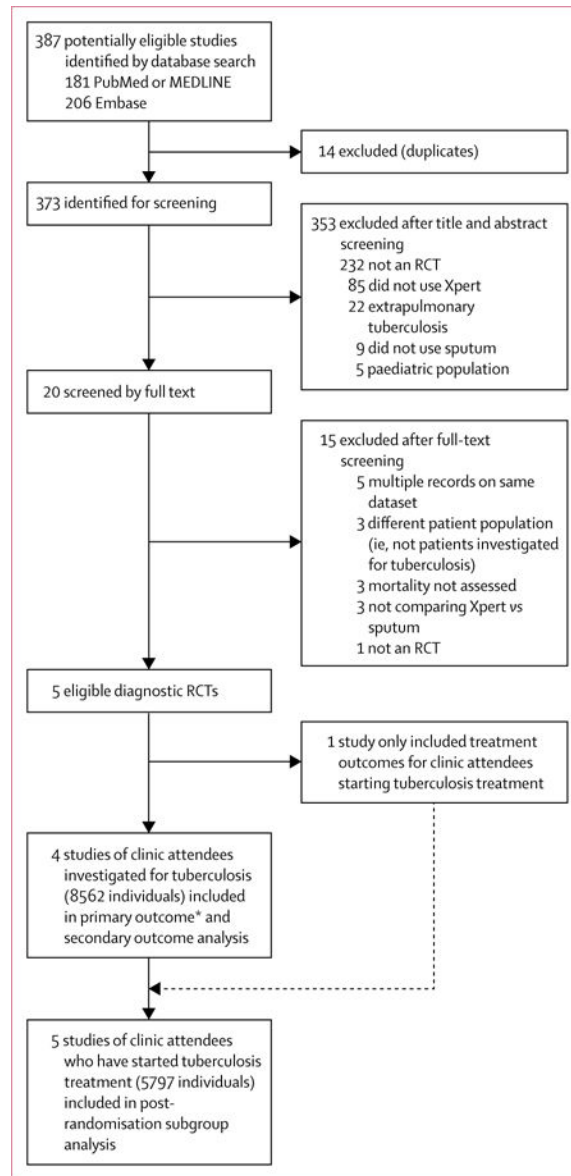 387 potentially eligible studies
identified by database search
181 PubMed or MEDLINE
206 Embase
14 excluded (duplicates)
373 identified for screening
353 excluded after title and abstract
screening
232 not an RCT
85 did not use Xpert
22 extrapulmonary
tuberculosis
9 did not use sputum
5 paediatric population
20 screened by full text
15 excluded after full-text
screening
5 multiple records on same
dataset
3 different patient population
(ie, not patients investigated
for tuberculosis)
3 mortality not assessed
3 not comparing Xpert vs
sputum
1 not an RCT
5 eligible diagnostic RCTs
1 study only included treatment
outcomes for clinic attendees
starting tuberculosis treatment
4 studies of clinic attendees
investigated for tuberculosis
(8562 individuals) included
in primary outcome* and
secondary outcome analysis
5 studies of clinic attendees
who have started tuberculosis
treatment (5797 individuals)
included in post-
randomisation subgroup
analysis